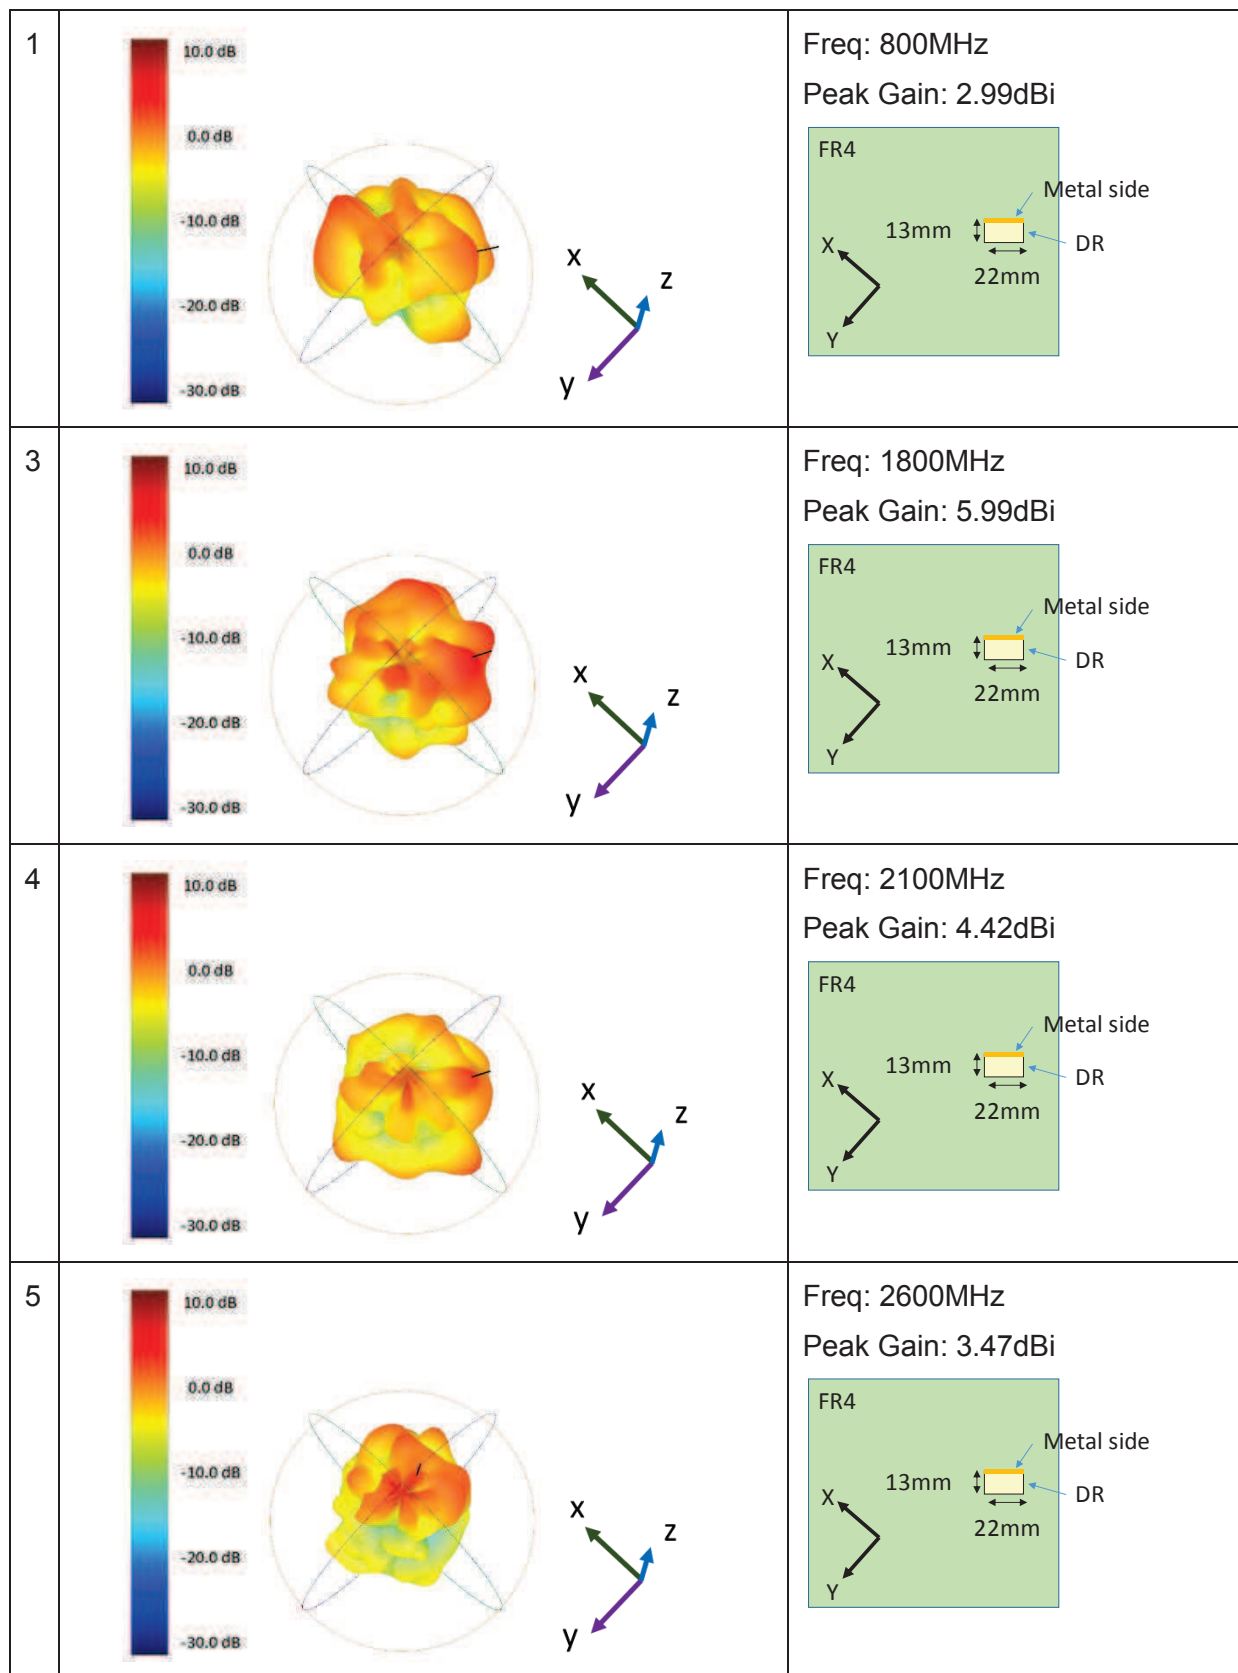 1
10.0 dB
0.0 dB
-10.0 dB
-20.0 dB
-30.0 dB
x
z
y
Freq: 800MHz
Peak Gain: 2.99dBi
FR4
Metal side
13mm
DR
X
22mm
Y
3
10.0 dB
0.0 dB
-10.0 dB
-20.0 dB
-30.0 dB
x
z
y
Freq: 1800MHz
Peak Gain: 5.99dBi
FR4
Metal side
13mm
DR
X
22mm
Y
4
10.0 dB
0.0 dB
-10.0 dB
-20.0 dB
-30.0 dB
x
z
y
Freq: 2100MHz
Peak Gain: 4.42dBi
FR4
Metal side
13mm
DR
X
22mm
Y
5
10.0 dB
0.0 dB
-10.0 dB
-20.0 dB
-30.0 dB
x
z
y
Freq: 2600MHz
Peak Gain: 3.47dBi
FR4
Metal side
13mm
DR
X
22mm
Y